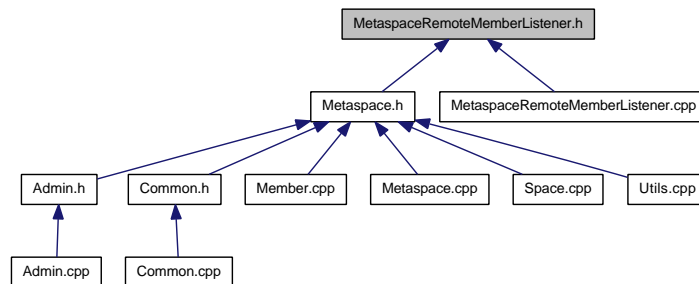 MetaspaceRemoteMemberListener.h
Metaspace.h
MetaspaceRemoteMemberListener.cpp
Admin.h
Common.h
Member.cpp
Metaspace.cpp
Space.cpp
Utils.cpp
Admin.cpp
Common.cpp